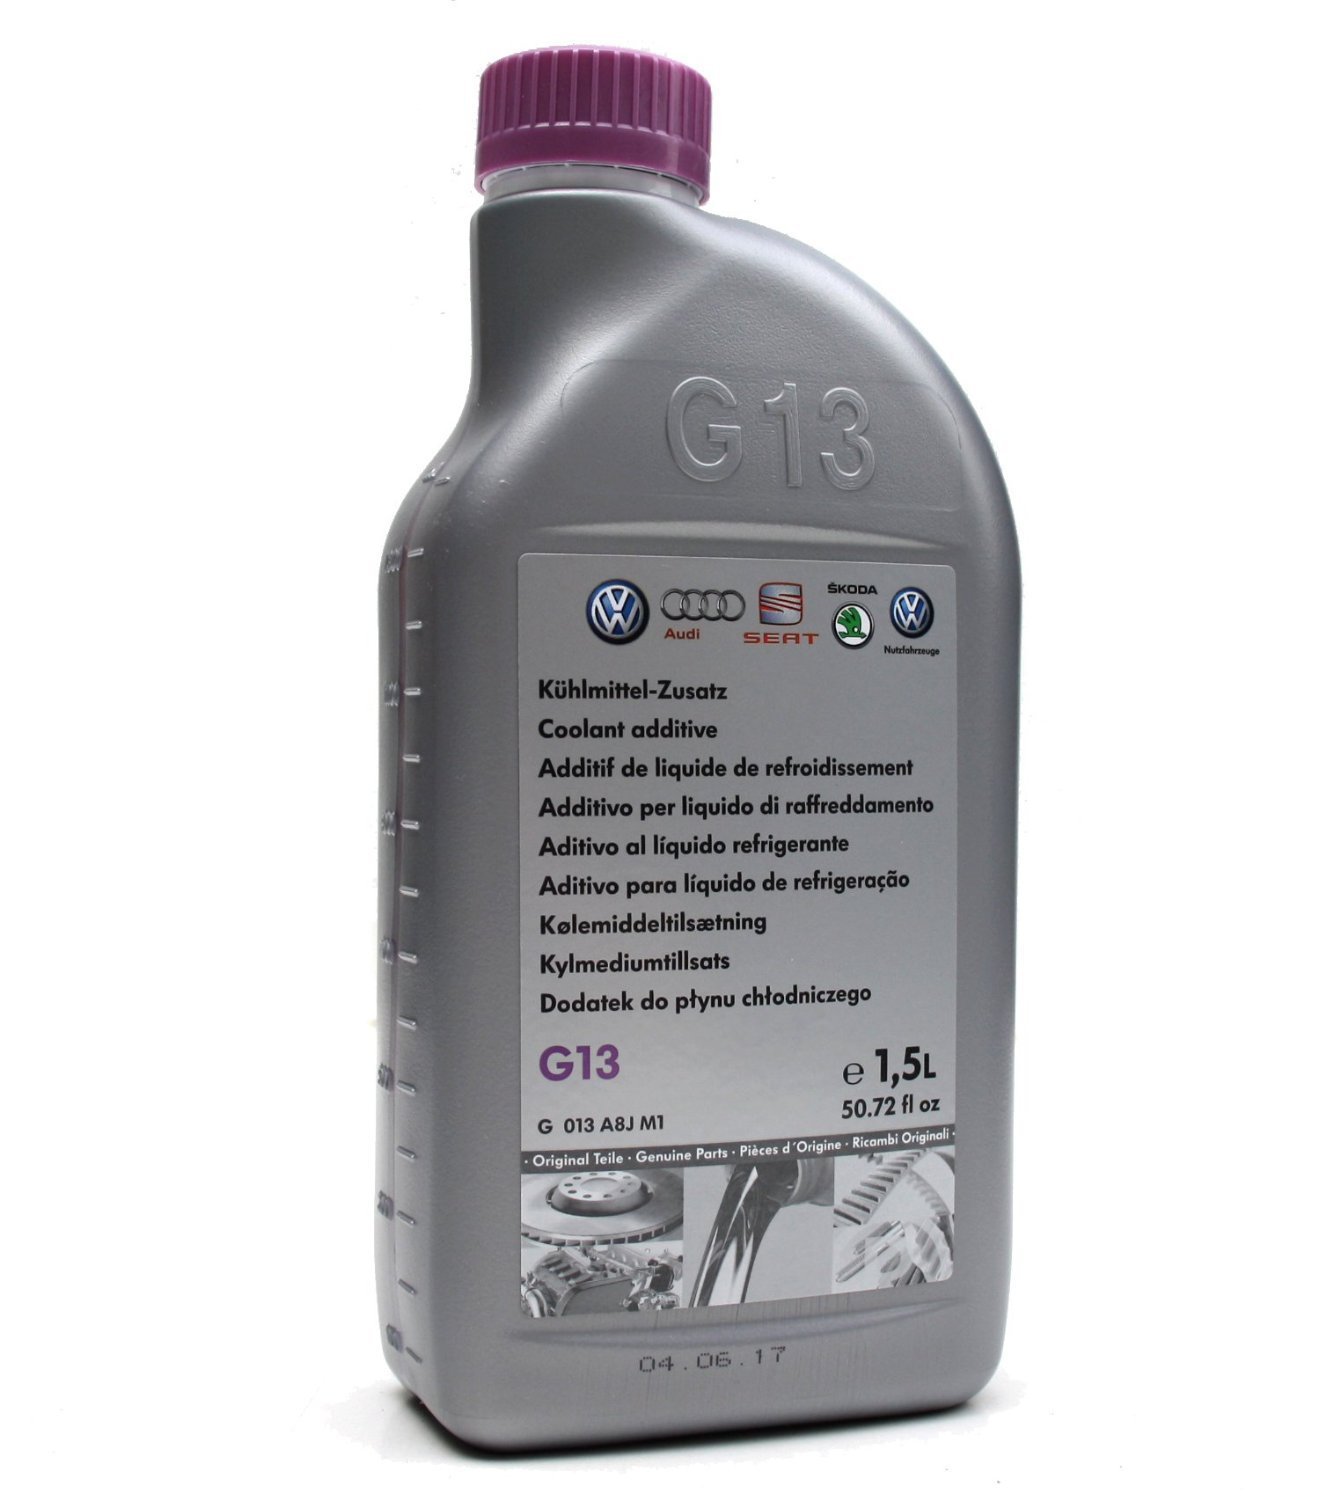 G13
ŠKODA
Audi
SEAT
Nutzfahrzeuge
Kühlmittel-Zusatz
Coolant additive
Additif de liquide de refroidissement
Additivo per liquido di raffreddamento
Aditivo al líquido refrigerante
Aditivo para líquido de refrigeração
Kølemiddeltilsætning
Kylmediumtillsats
Dodatek do płynu chłodniczego
G13
e 1,5L
50.72 fl oz
G 013 A8J M1
· Original Teile · Genuine Parts · Pièces d´Origine · Ricambi Originali ·
04.06.17